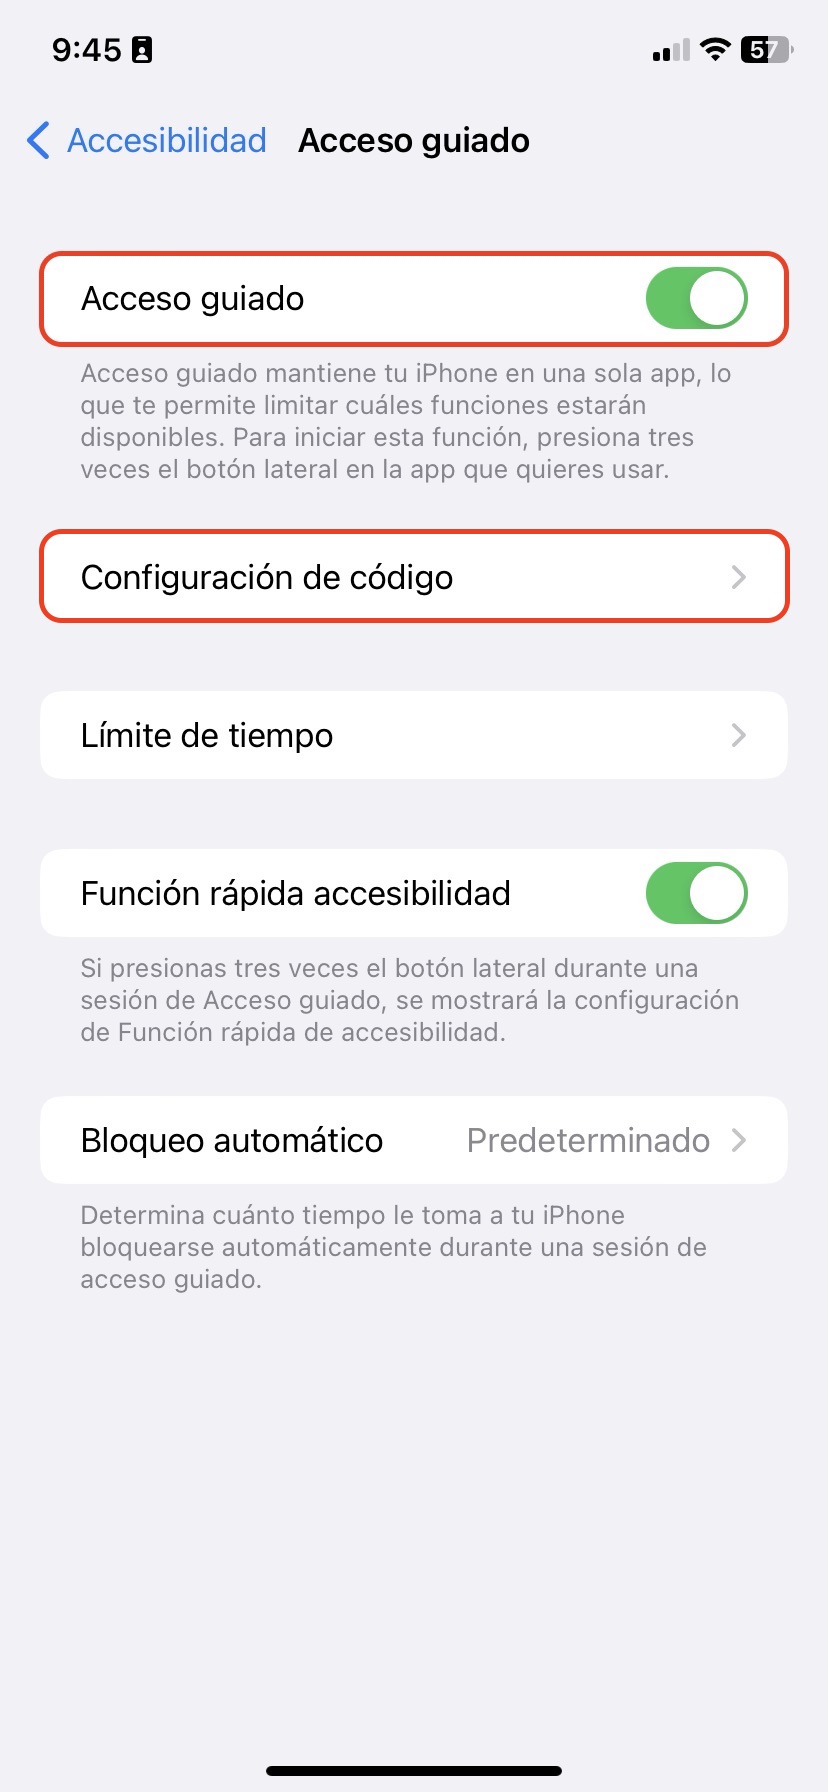 9:45
57
Accesibilidad Acceso guiado
Acceso guiado
Acceso guiado mantiene tu iPhone en una sola app, lo
que te permite limitar cuáles funciones estarán
disponibles. Para iniciar esta función, presiona tres
veces el botón lateral en la app que quieres usar.
Configuración de código
Límite de tiempo
Función rápida accesibilidad
Si presionas tres veces el botón lateral durante una
sesión de Acceso guiado, se mostrará la configuración
de Función rápida de accesibilidad.
Bloqueo automático Predeterminado
Determina cuánto tiempo le toma a tu iPhone
bloquearse automáticamente durante una sesión de
acceso guiado.